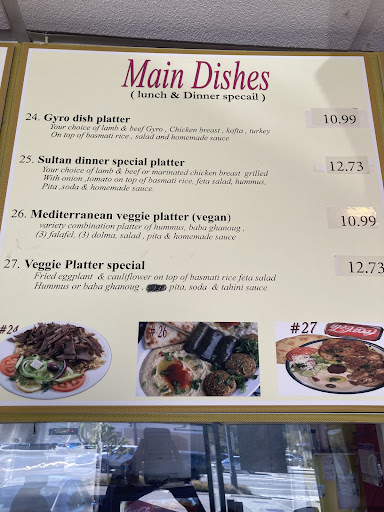 Main Dishes
( lunch & Dinner specail )
24. Gyro dish platter 10.99
Your choice of lamb & beef Gyro , Chicken breast , kofta , turkey
On top of basmati rice , salad and homemade sauce
25. Sultan dinner special platter 12.73
Your choice of lamb & beef or marinated chicken breast grilled
With onion ,tomato on top of basmati rice, feta salad, hummus,
Pita ,soda & homemade sauce
26. Mediterranean veggie platter (vegan) 10.99
variety combination platter of hummus, baba ghanoug ,
(3) falafel, (3) dolma, salad , pita & homemade sauce
27. Veggie Platter special 12.73
Fried eggplant & cauliflower on top of basmati rice feta salad
Hummus or baba ghanoug , pita, soda & tahini sauce
#24
#26
#27